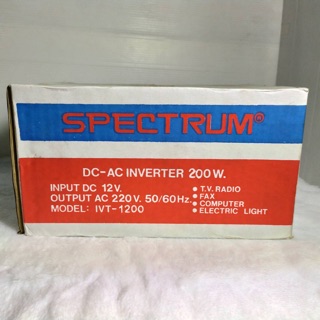 SPECTRUM®
DC-AC INVERTER 200W.
INPUT DC 12V.
OUTPUT AC 220V. 50/60Hz.
MODEL: IVT-1200
• T.V. RADIO
• FAX
• COMPUTER
• ELECTRIC LIGHT